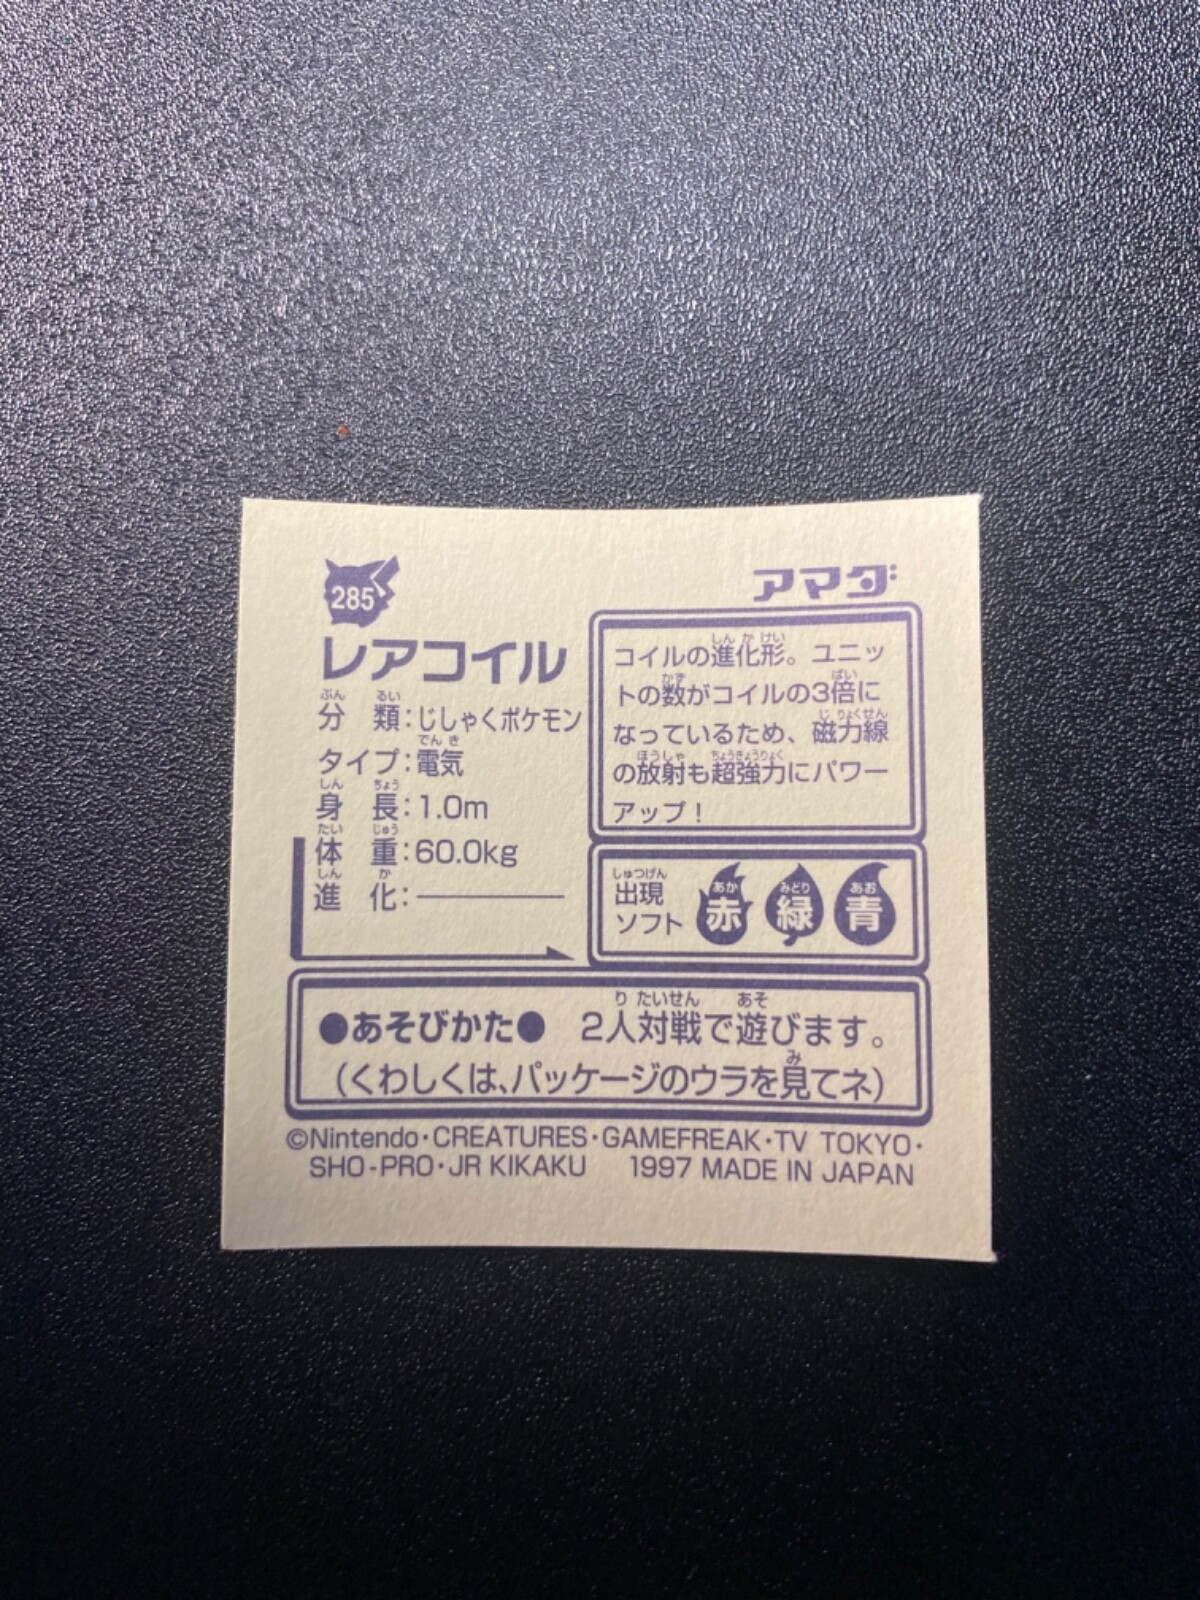 285
アマダ
レアコイル
分類：じしゃくポケモン
タイプ：電気
身長：1.0m
体重：60.0kg
進化：————
コイルの進化形。ユニッ
トの数がコイルの3倍に
なっているため、磁力線
の放射も超強力にパワー
アップ！
出現
ソフト
赤 緑 青
●あそびかた● 2人対戦で遊びます。
(くわしくは、パッケージのウラを見てネ)
©Nintendo・CREATURES・GAMEFREAK・TV TOKYO・
SHO-PRO・JR KIKAKU 1997 MADE IN JAPAN